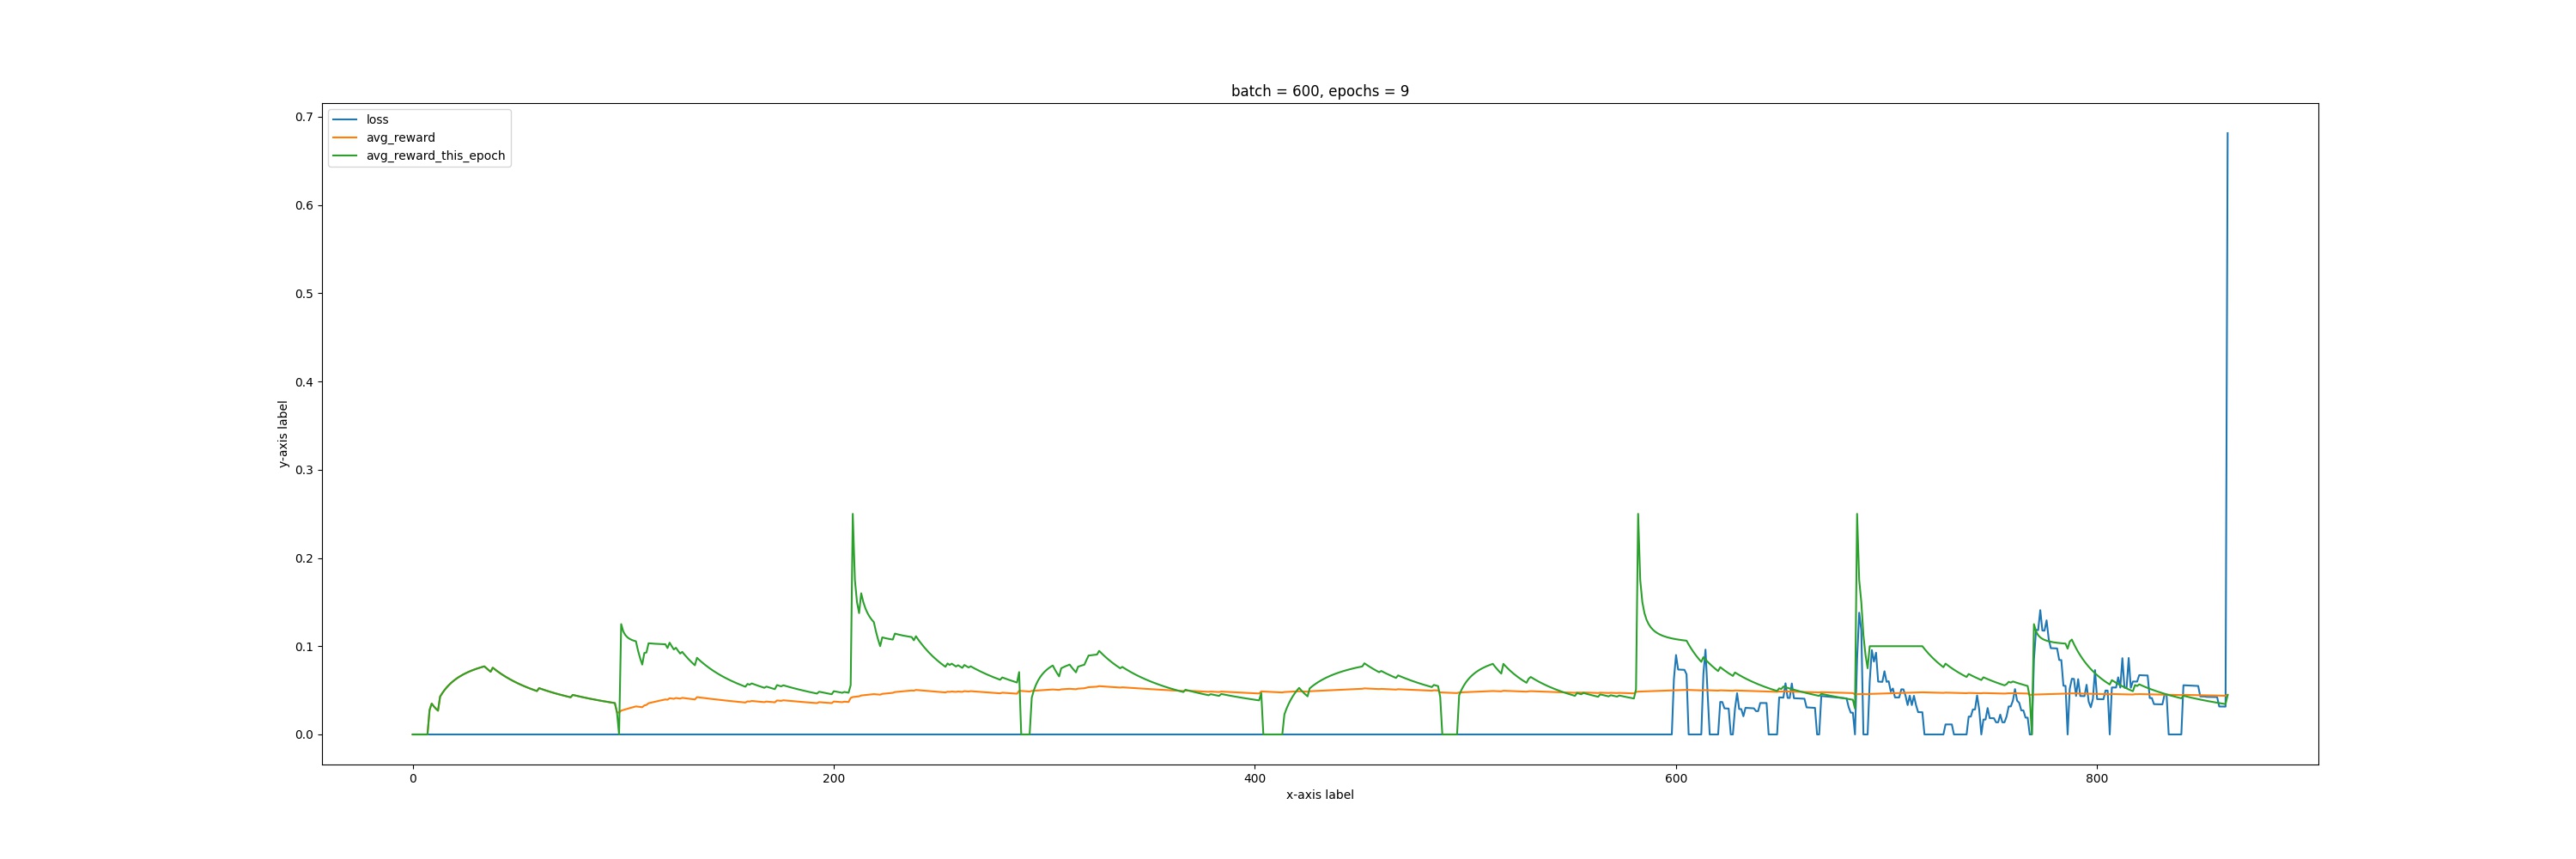 batch = 600, epochs = 9
loss
avg_reward
avg_reward_this_epoch
0.7
0.6
0.5
0.4
0.3
0.2
0.1
0.0
y-axis label
0 200 400 600 800
x-axis label